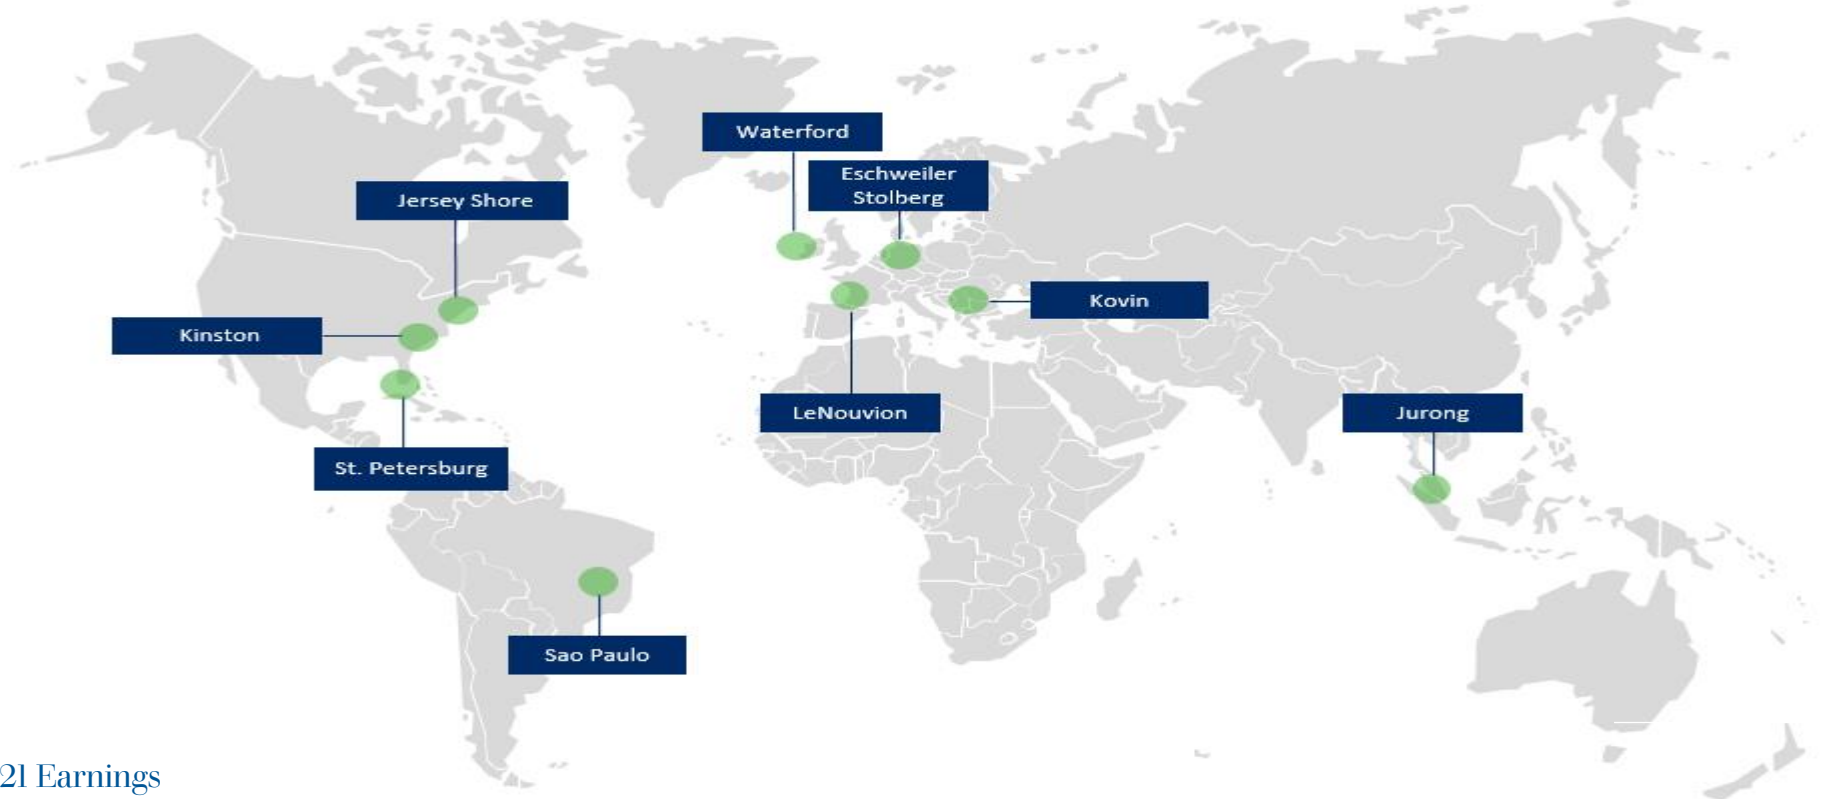 Waterford
Eschweiler
Stolberg
Jersey Shore
Kovin
Kinston
LeNouvion
Jurong
St. Petersburg
Sao Paulo
21 Earnings